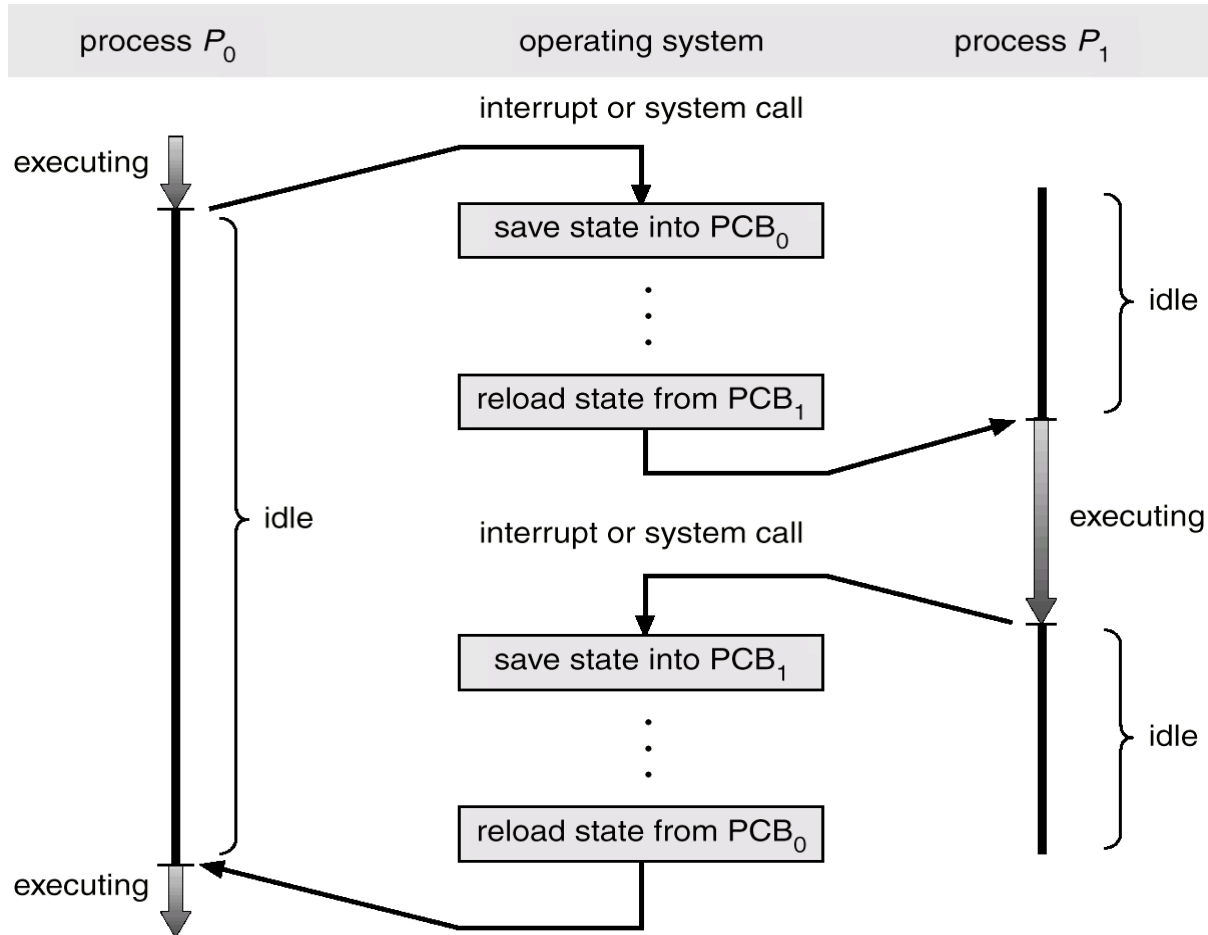 process P0
operating system
process P1
interrupt or system call
executing
save state into PCB0
idle
reload state from PCB1
idle
interrupt or system call
executing
save state into PCB1
idle
reload state from PCB0
executing